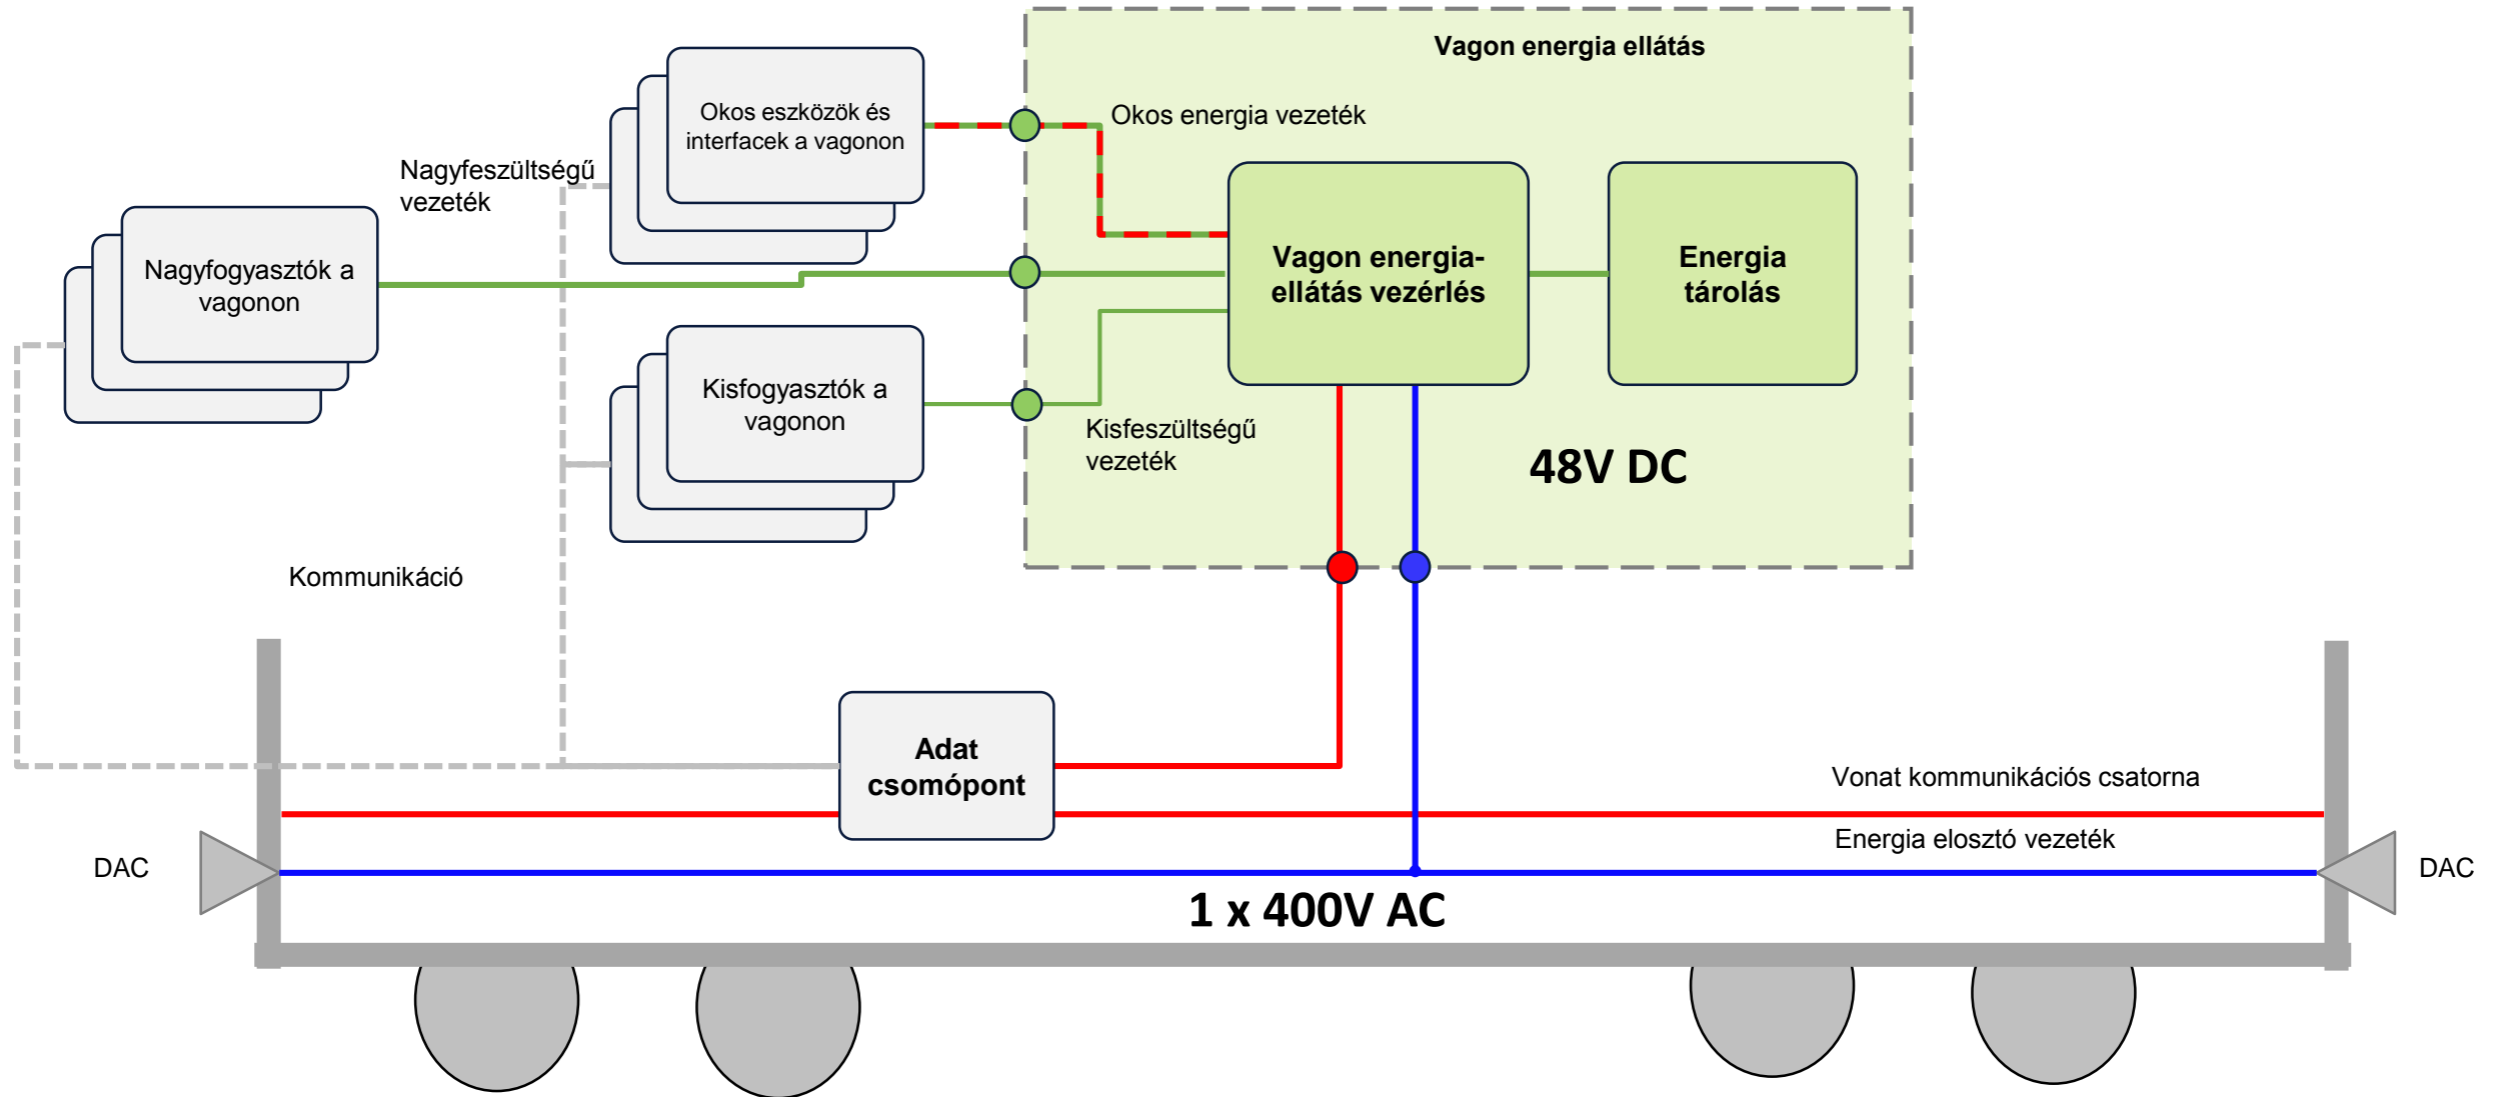 Vagon energia ellátás
Okos eszközök és
interfacek a vagonon
Okos energia vezeték
Nagyfeszültségű
vezeték
Nagyfogyasztók a
vagonon
Vagon energia-
ellátás vezérlés
Energia
tárolás
Kisfogyasztók a
vagonon
Kisfeszültségű
vezeték
48V DC
Kommunikáció
Adat
csomópont
Vonat kommunikációs csatorna
Energia elosztó vezeték
DAC
DAC
1 x 400V AC